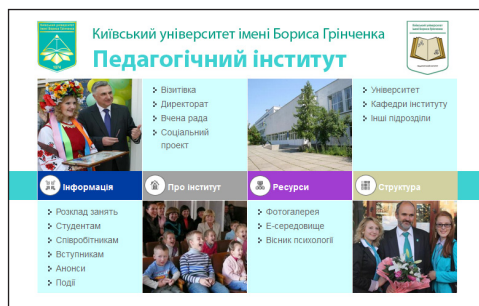 Київський університет імені Бориса Грінченка
Педагогічний інститут
Візитівка
Директорат
Вчена рада
Соціальний
проект
Університет
Кафедри інституту
Інші підрозділи
Інформація
Про інститут
Ресурси
Структура
Розклад занять
Студентам
Співробітникам
Вступникам
Анонси
Події
Фотогалерея
Е-середовище
Вісник психології